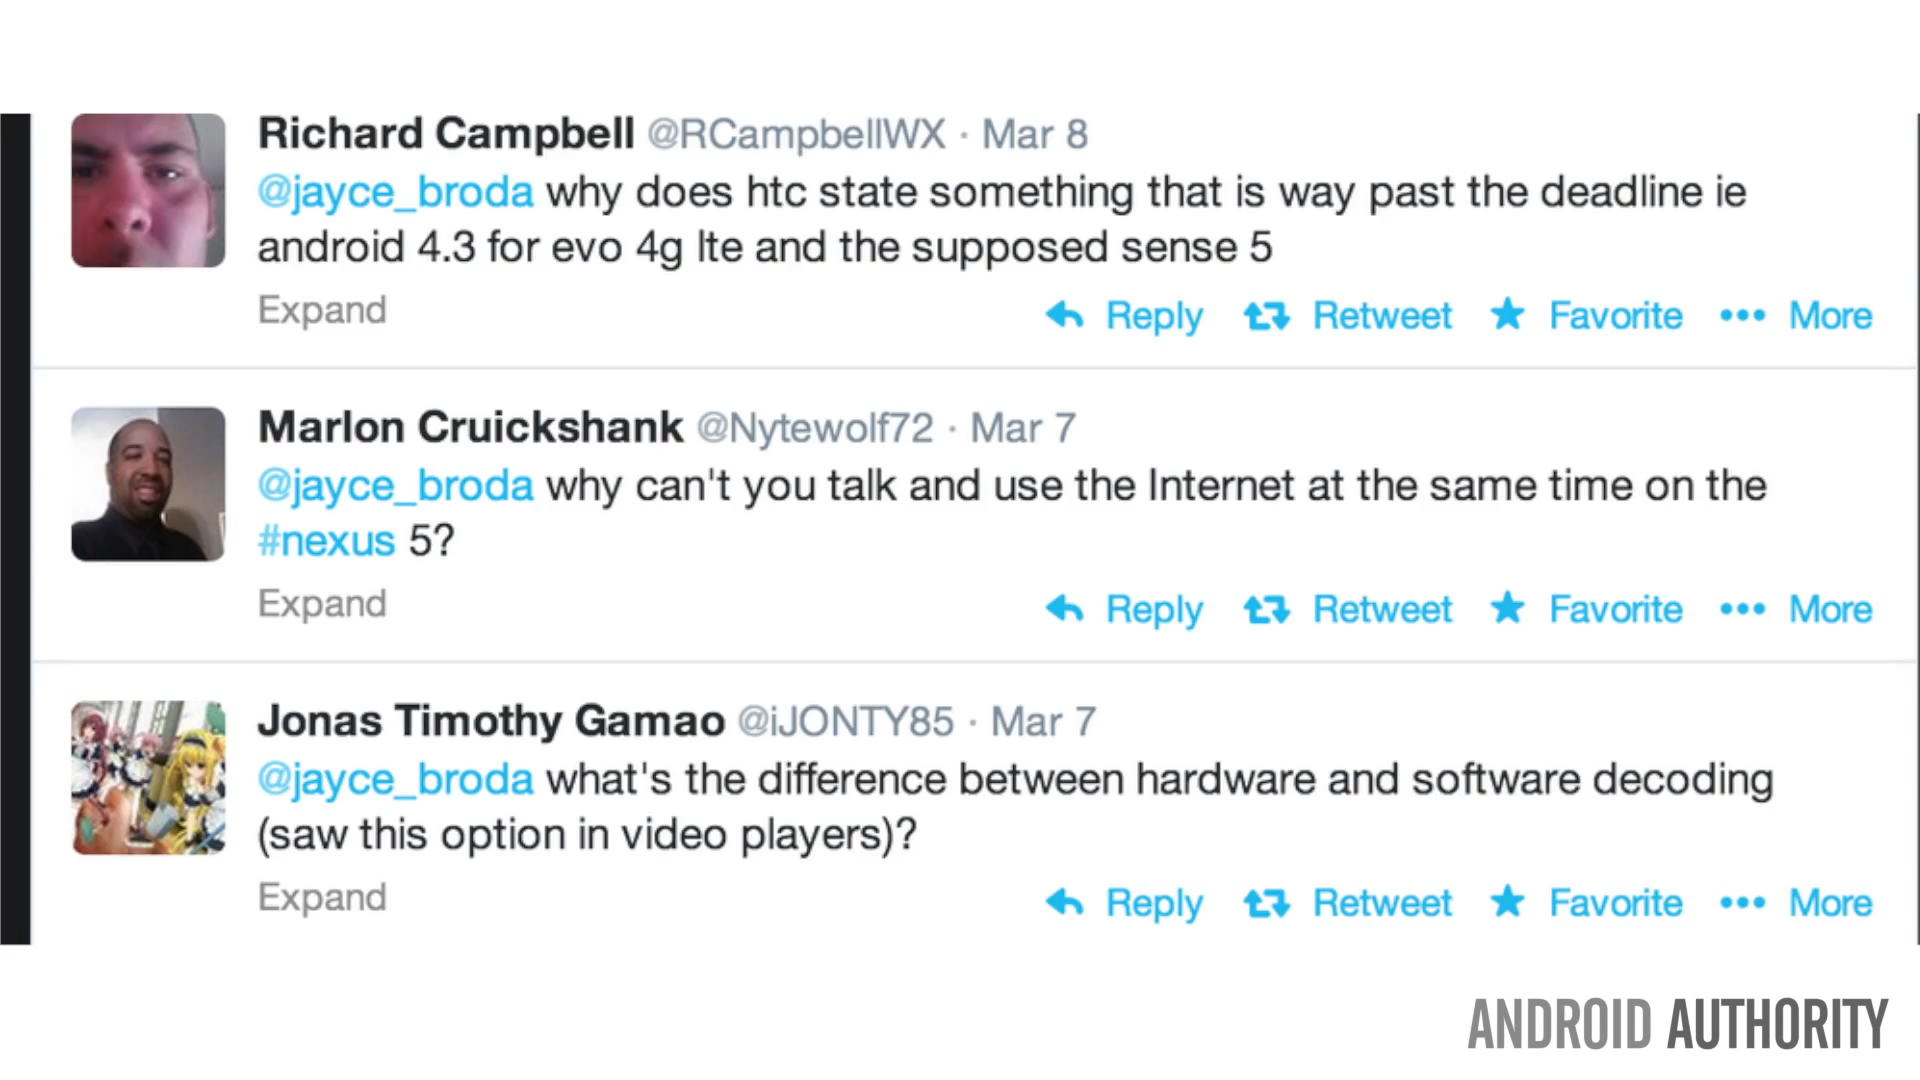 Richard Campbell @RCampbellWX · Mar 8
@jayce_broda why does htc state something that is way past the deadline ie
android 4.3 for evo 4g lte and the supposed sense 5
Expand Reply Retweet Favorite More
Marlon Cruickshank @Nytewolf72 · Mar 7
@jayce_broda why can't you talk and use the Internet at the same time on the
#nexus 5?
Expand Reply Retweet Favorite More
Jonas Timothy Gamao @iJONTY85 · Mar 7
@jayce_broda what's the difference between hardware and software decoding
(saw this option in video players)?
Expand Reply Retweet Favorite More
ANDROID AUTHORITY